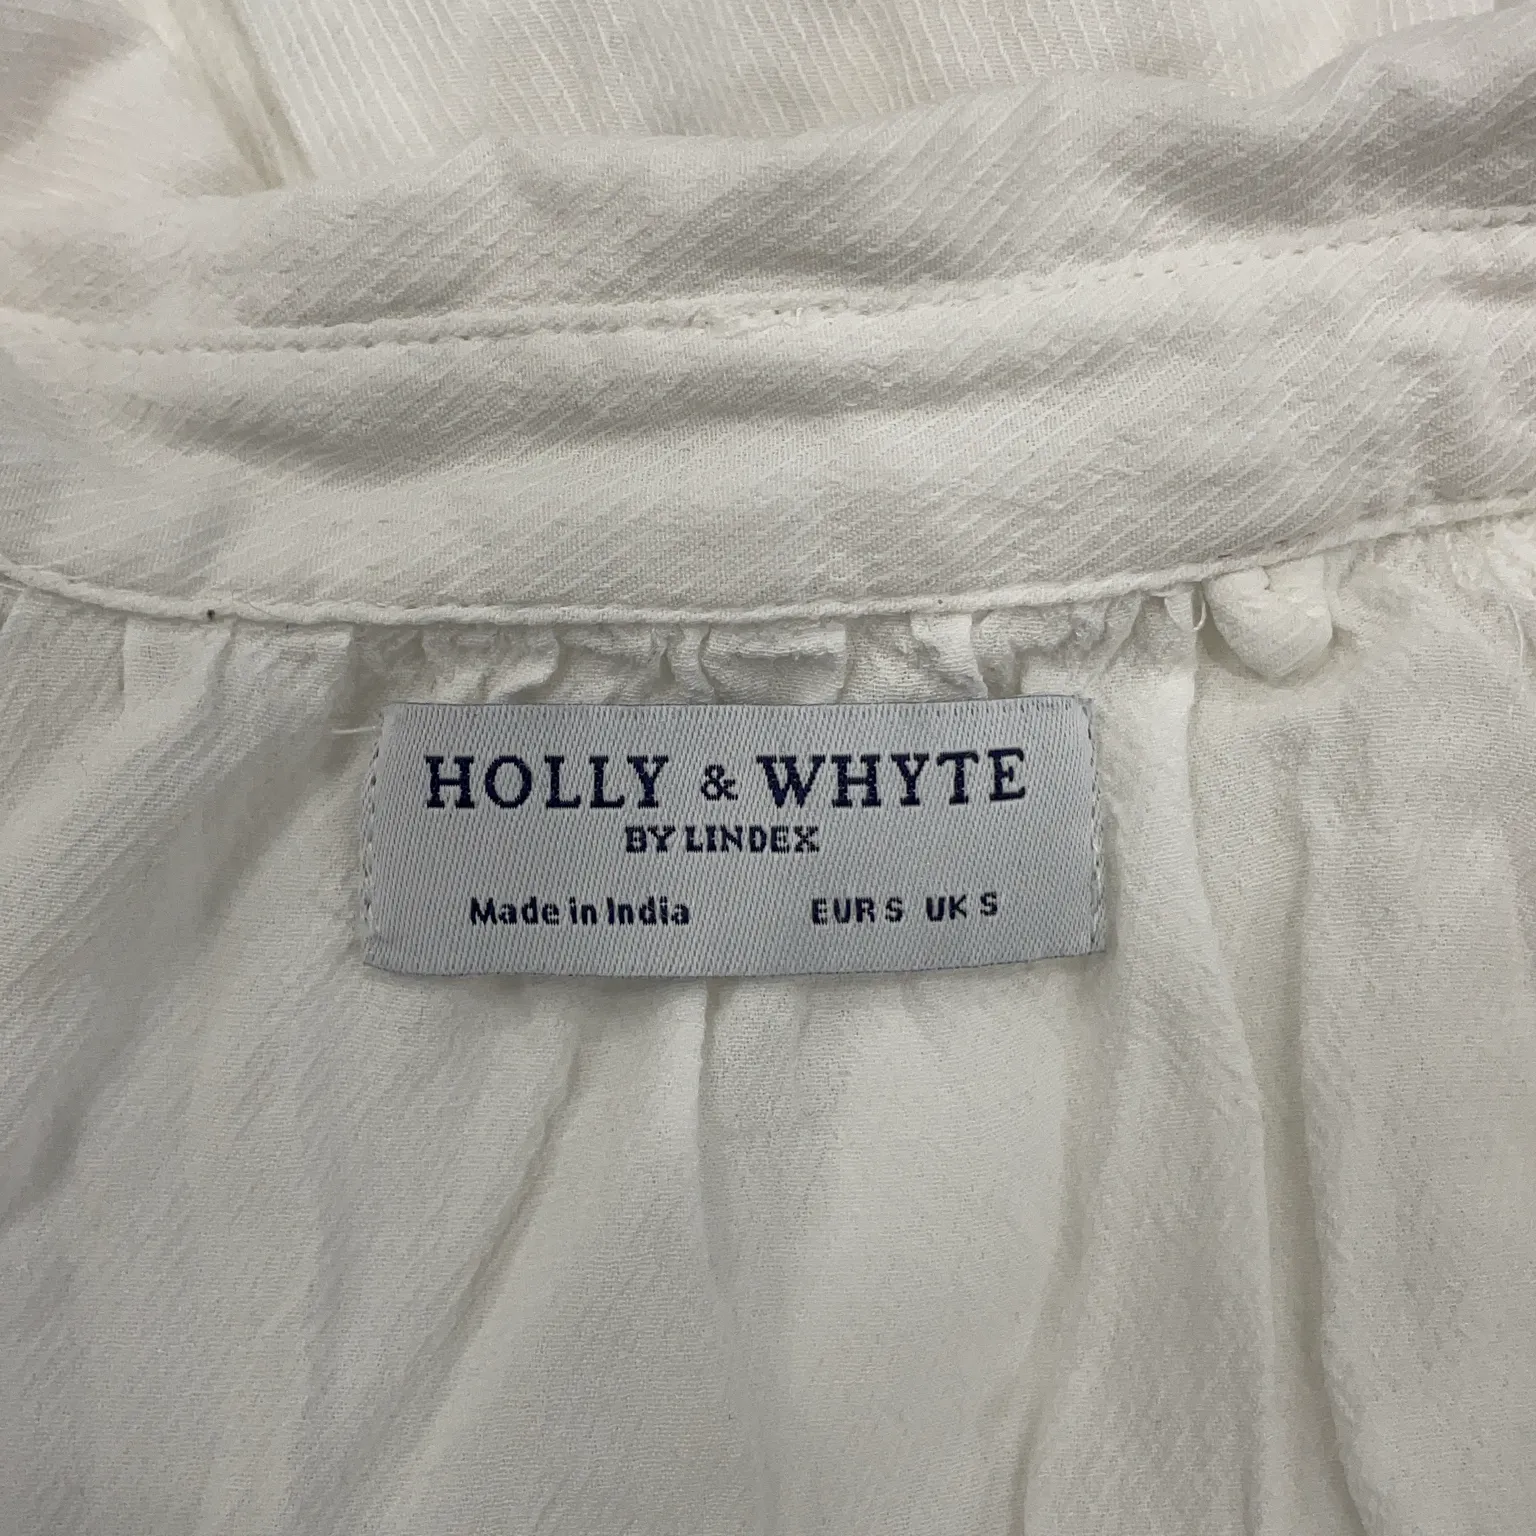 HOLLY & WHYTE
BY LINDEX
Made in India EUR S UK S